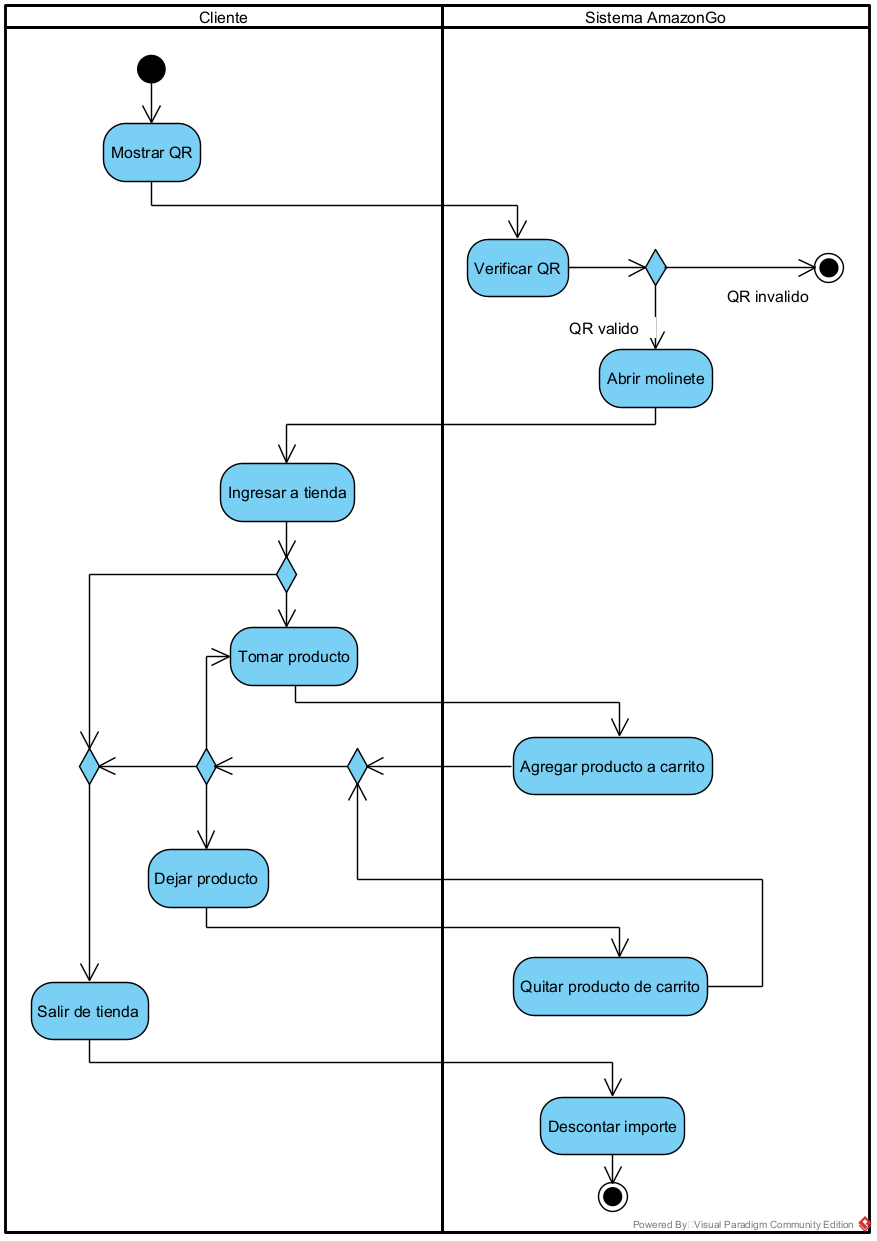 Cliente
Sistema AmazonGo
Mostrar QR
Verificar QR
QR invalido
QR valido
Abrir molinete
Ingresar a tienda
Tomar producto
Agregar producto a carrito
Dejar producto
Quitar producto de carrito
Salir de tienda
Descontar importe
Powered By Visual Paradigm Community Edition